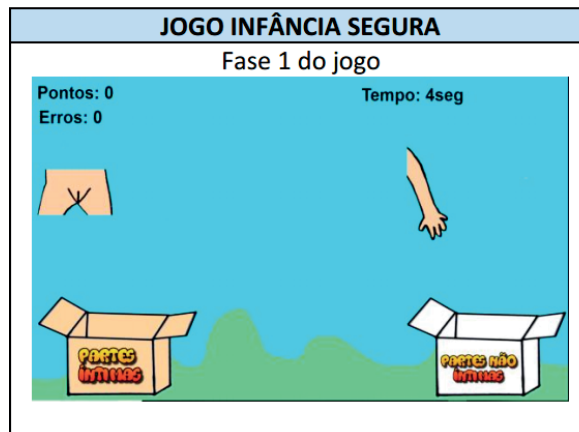 JOGO INFÂNCIA SEGURA
Fase 1 do jogo
Pontos: 0
Tempo: 4seg
Erros: 0
PARTES
ÍNTIMAS
PARTES NÃO
ÍNTIMAS